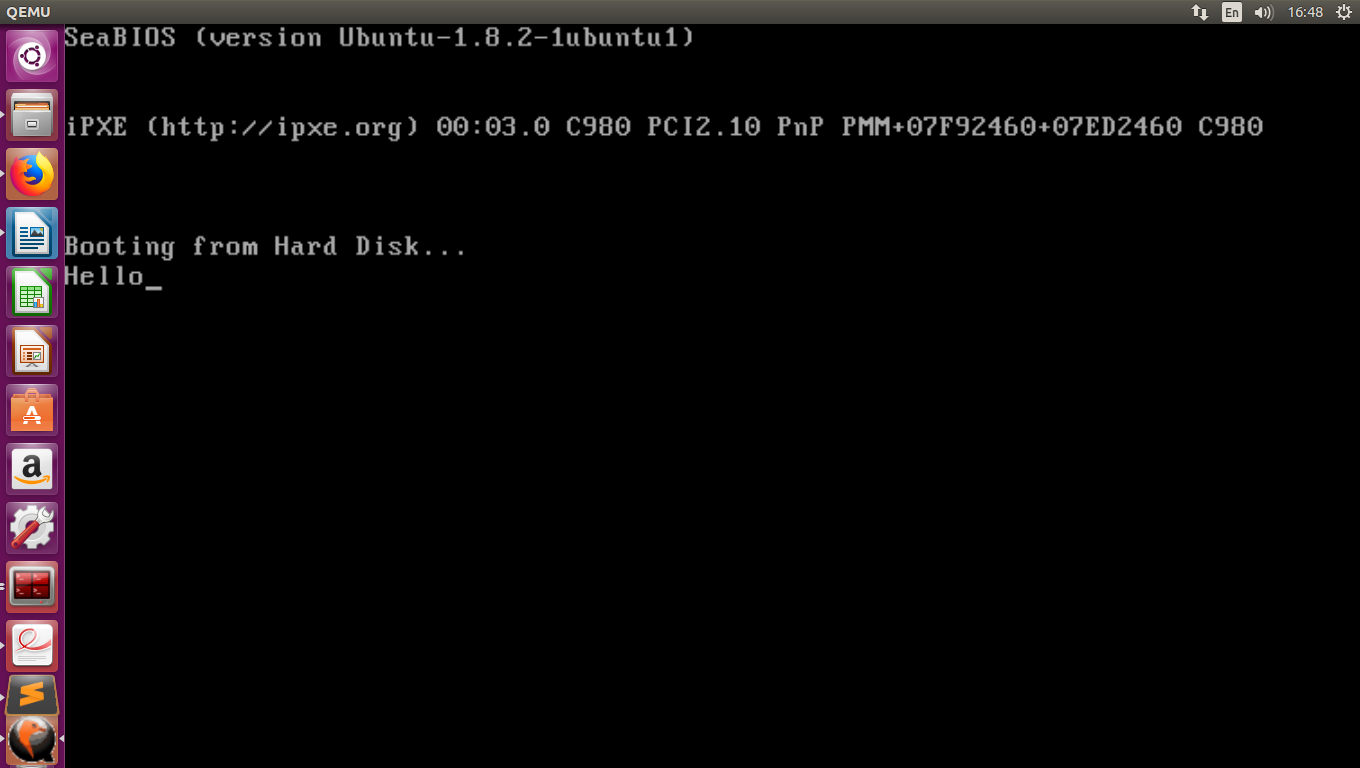 QEMU
En
16:48
SeaBIOS (version Ubuntu-1.8.2-1ubuntu1)
iPXE (http://ipxe.org) 00:03.0 C980 PCI2.10 PnP PMM+07F92460+07ED2460 C980
Booting from Hard Disk...
Hello_